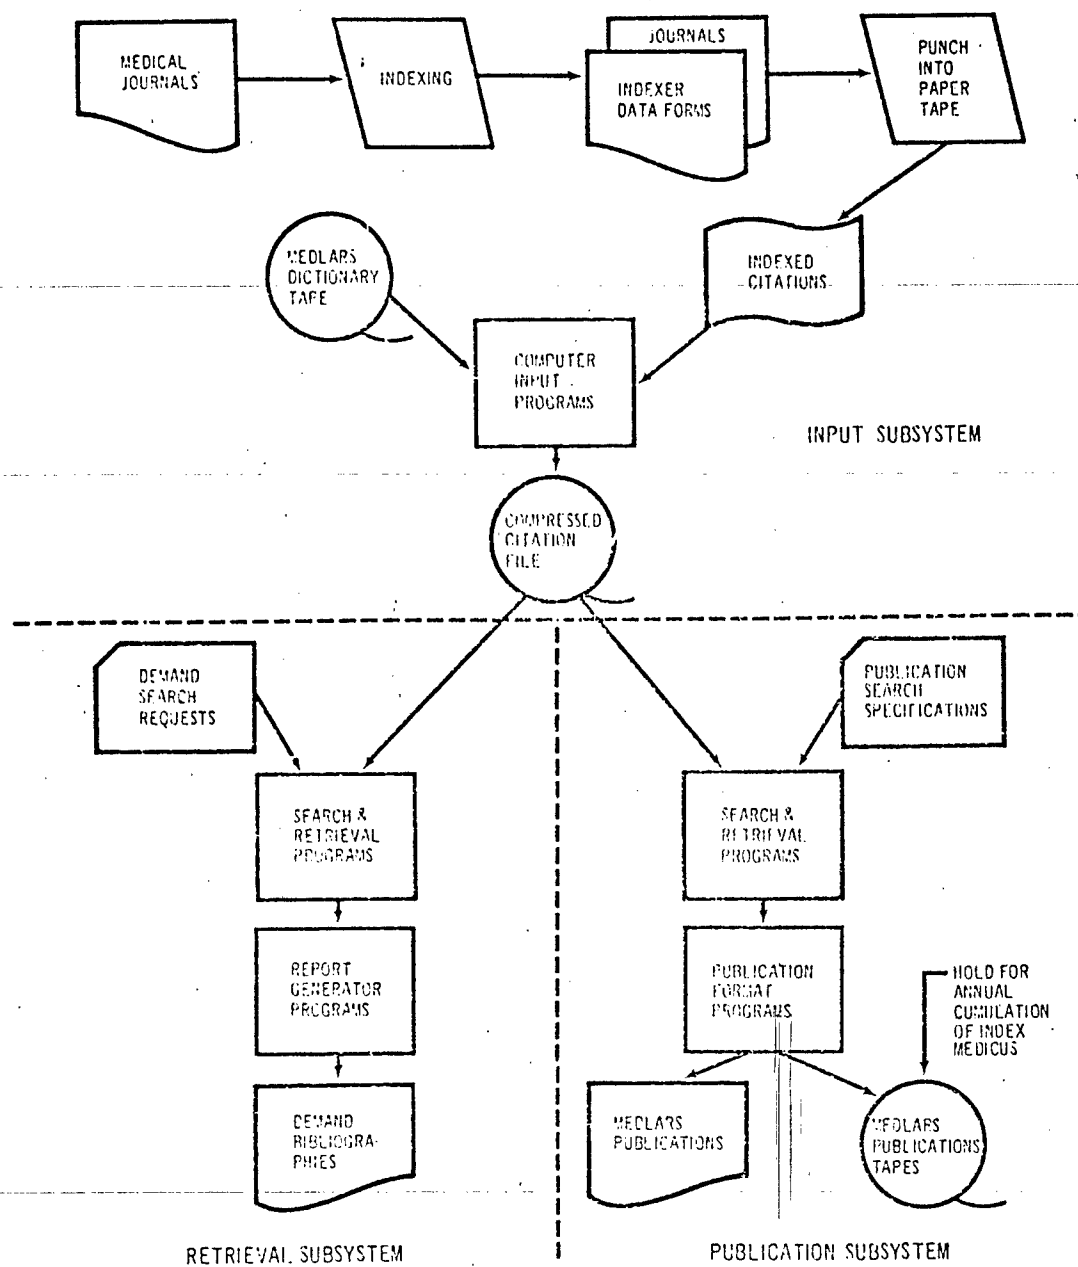 MEDICAL
JOURNALS
INDEXING
JOURNALS
INDEXER
DATA FORMS
PUNCH
INTO
PAPER
TAPE
MEDLARS
DICTIONARY
TAPE
INDEXED
CITATIONS
COMPUTER
INPUT
PROGRAMS
INPUT SUBSYSTEM
COMPRESSED
CITATION
FILE
DEMAND
SEARCH
REQUESTS
PUBLICATION
SEARCH
SPECIFICATIONS
SEARCH &
RETRIEVAL
PROGRAMS
SEARCH &
RETRIEVAL
PROGRAMS
REPORT
GENERATOR
PROGRAMS
PUBLICATION
FORMAT
PROGRAMS
HOLD FOR
ANNUAL
CUMULATION
OF INDEX
MEDICUS
DEMAND
BIBLIOGRA-
PHIES
MEDLARS
PUBLICATIONS
MEDLARS
PUBLICATIONS
TAPES
RETRIEVAL SUBSYSTEM
PUBLICATION SUBSYSTEM